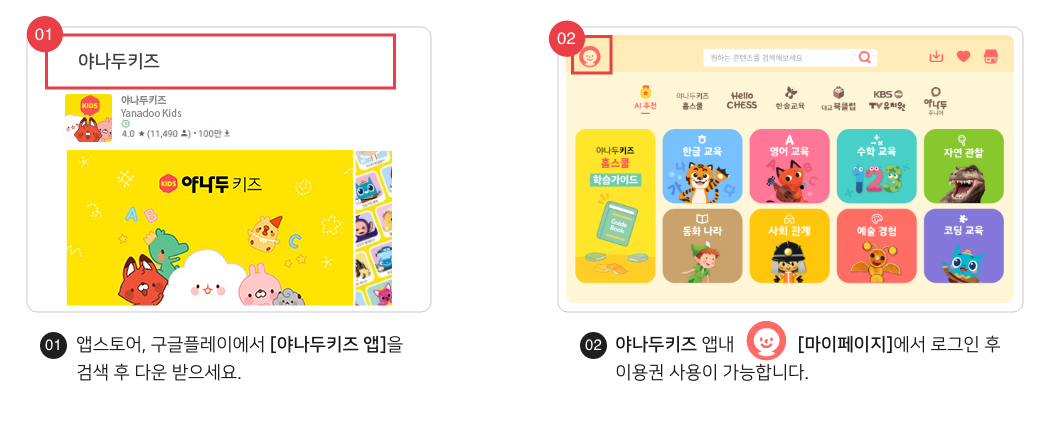 01
야나두키즈
KIDS
야나두키즈
Yanadoo Kids
4.0 ★ (11,490) • 100만
KIDS 야나두 키즈
A B
C
01 앱스토어, 구글플레이에서 [야나두키즈 앱]을
검색 후 다운 받으세요.
02
원하는 콘텐츠를 검색해보세요
AI 추천
야나두키즈
홈스쿨
Hello
CHESS
한솔교육
대교 북클럽
KBS
TV유치원
야나두
주니어
야나두키즈
홈스쿨
학습가이드
Guide
Book
한글 교육
영어 교육
수학 교육
123
자연 관찰
동화 나라
사회 관계
예술 경험
코딩 교육
02 야나두키즈 앱내 [마이페이지]에서 로그인 후
이용권 사용이 가능합니다.